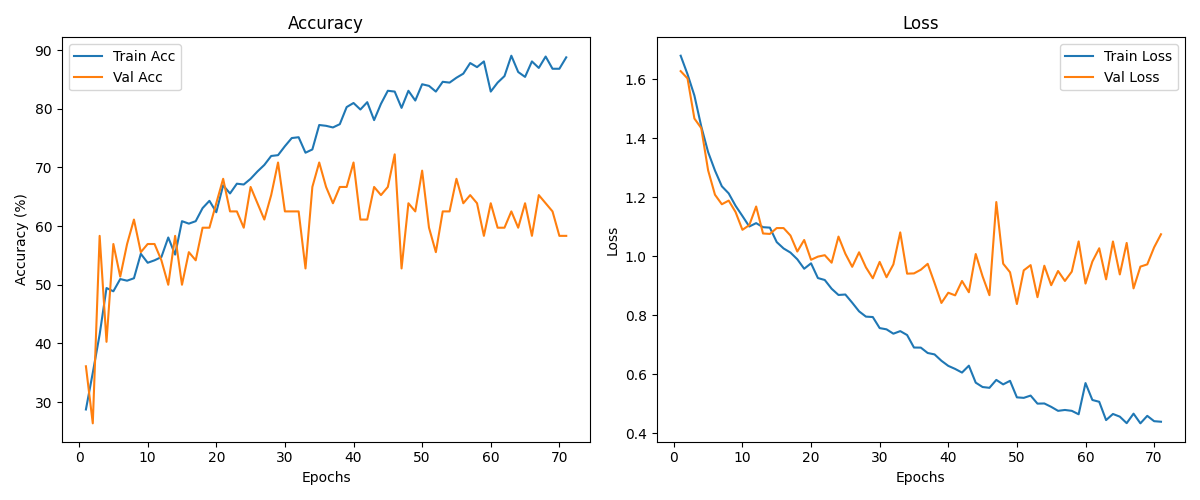 Accuracy
Train Acc
Val Acc
Accuracy (%)
90
80
70
60
50
40
30
0 10 20 30 40 50 60 70
Epochs
Loss
Train Loss
Val Loss
Loss
1.6
1.4
1.2
1.0
0.8
0.6
0.4
0 10 20 30 40 50 60 70
Epochs